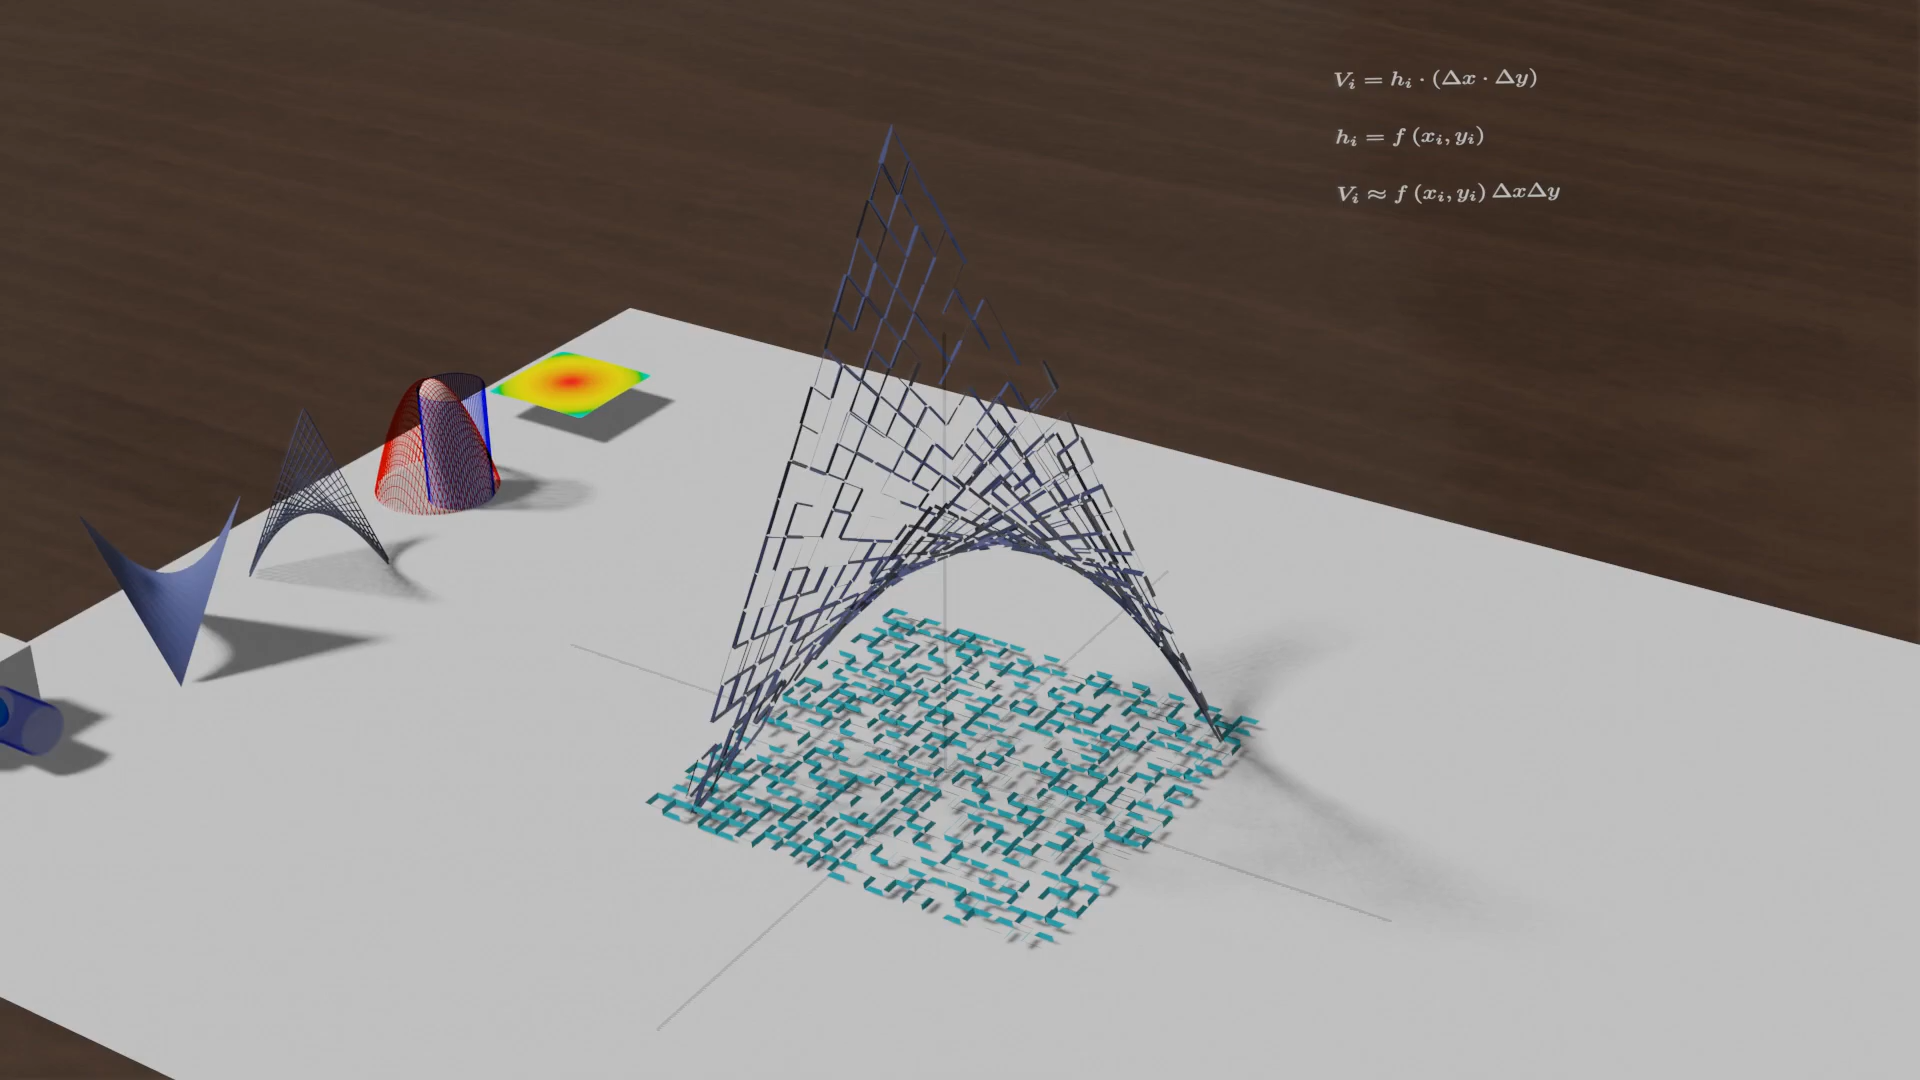 V_i = h_i · (Δx · Δy)
h_i = f (x_i, y_i)
V_i ≈ f (x_i, y_i) ΔxΔy